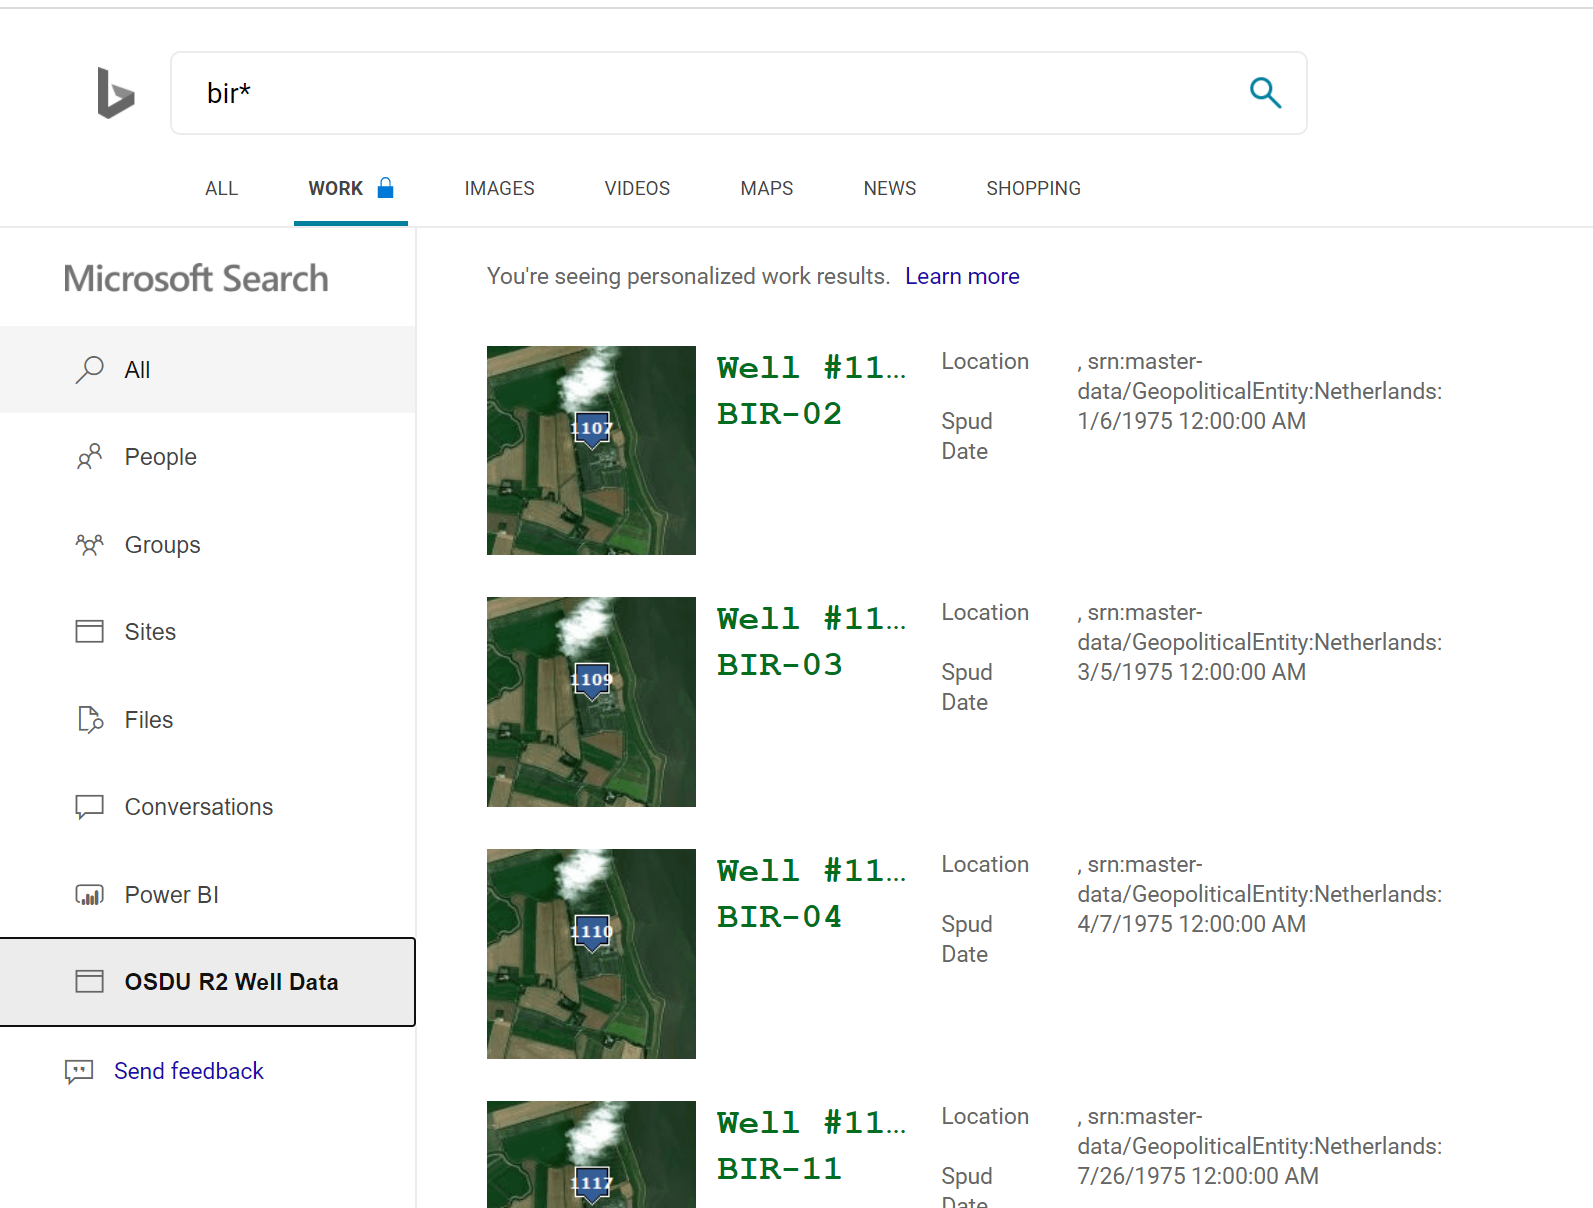 bir*
ALL WORK IMAGES VIDEOS MAPS NEWS SHOPPING
Microsoft Search
All
People
Groups
Sites
Files
Conversations
Power BI
OSDU R2 Well Data
Send feedback
You're seeing personalized work results. Learn more
1107
Well #11...
BIR-02
Location , srn:master-
data/GeopoliticalEntity:Netherlands:
Spud 1/6/1975 12:00:00 AM
Date
1109
Well #11...
BIR-03
Location , srn:master-
data/GeopoliticalEntity:Netherlands:
Spud 3/5/1975 12:00:00 AM
Date
1110
Well #11...
BIR-04
Location , srn:master-
data/GeopoliticalEntity:Netherlands:
Spud 4/7/1975 12:00:00 AM
Date
1117
Well #11...
BIR-11
Location , srn:master-
data/GeopoliticalEntity:Netherlands:
Spud 7/26/1975 12:00:00 AM
Date